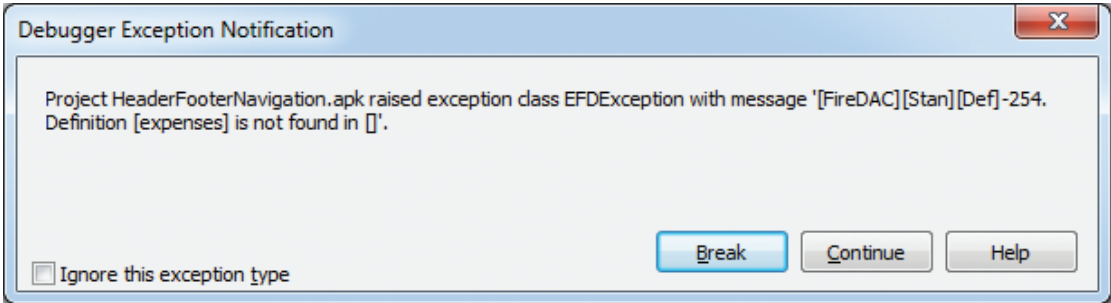 Debugger Exception Notification
Project HeaderFooterNavigation.apk raised exception class EFDException with message '[FireDAC][Stan][Def]-254.
Definition [expenses] is not found in []'.
Break
Continue
Help
Ignore this exception type